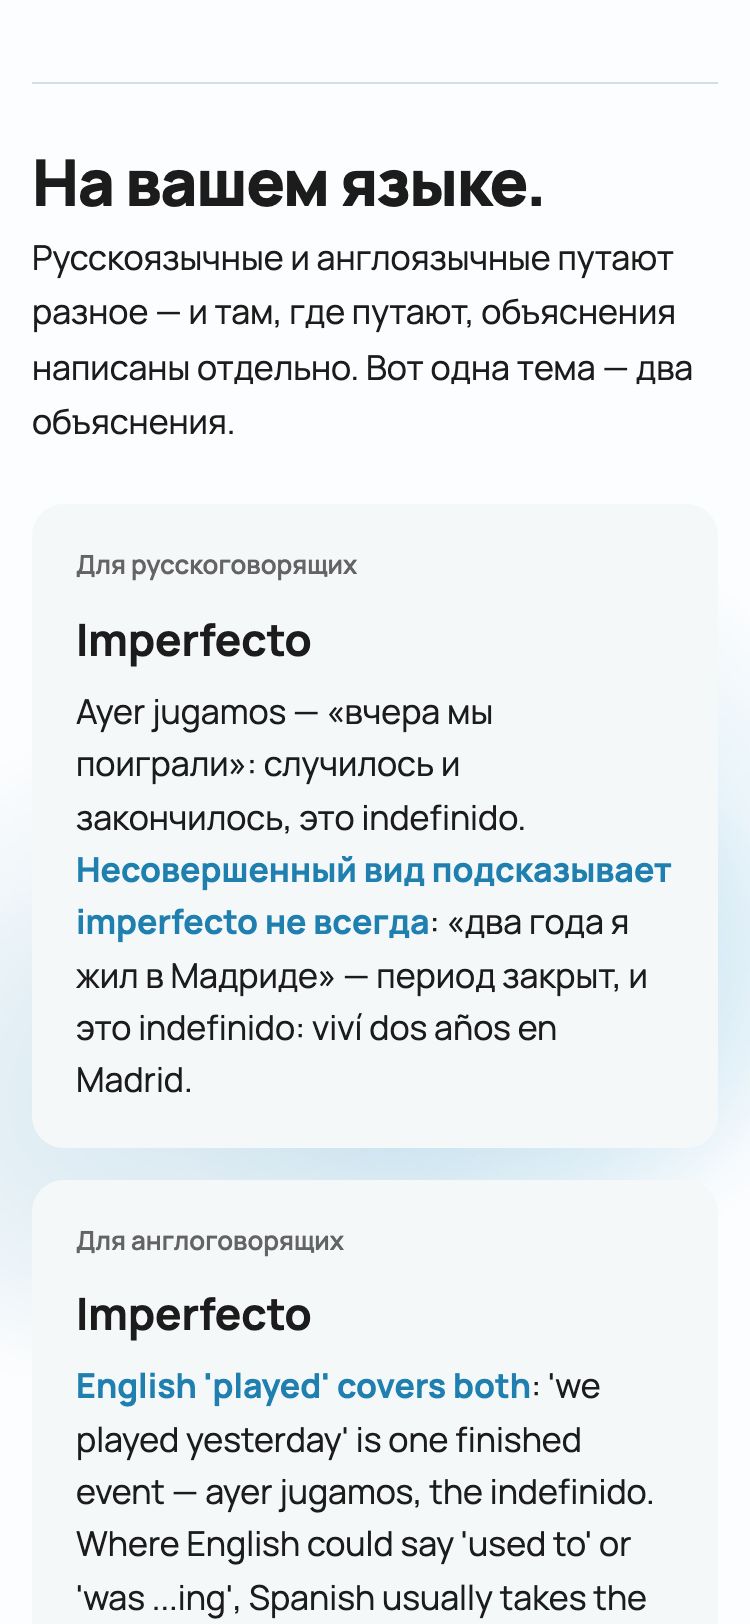 На вашем языке.
Русскоязычные и англоязычные путают
разное — и там, где путают, объяснения
написаны отдельно. Вот одна тема — два
объяснения.
Для русскоговорящих
Imperfecto
Ayer jugamos — «вчера мы
поиграли»: случилось и
закончилось, это indefinido.
Несовершенный вид подсказывает
imperfecto не всегда: «два года я
жил в Мадриде» — период закрыт, и
это indefinido: viví dos años en
Madrid.
Для англоговорящих
Imperfecto
English 'played' covers both: 'we
played yesterday' is one finished
event — ayer jugamos, the indefinido.
Where English could say 'used to' or
'was ...ing', Spanish usually takes the